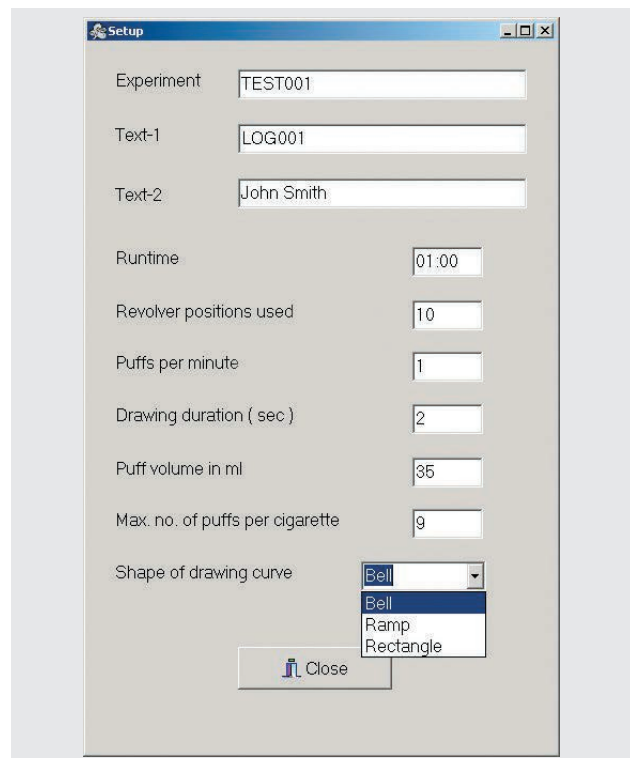 Setup
Experiment TEST001
Text-1 LOG001
Text-2 John Smith
Runtime 01:00
Revolver positions used 10
Puffs per minute 1
Drawing duration ( sec ) 2
Puff volume in ml 35
Max. no. of puffs per cigarette 9
Shape of drawing curve Bell
Bell
Ramp
Rectangle
Close